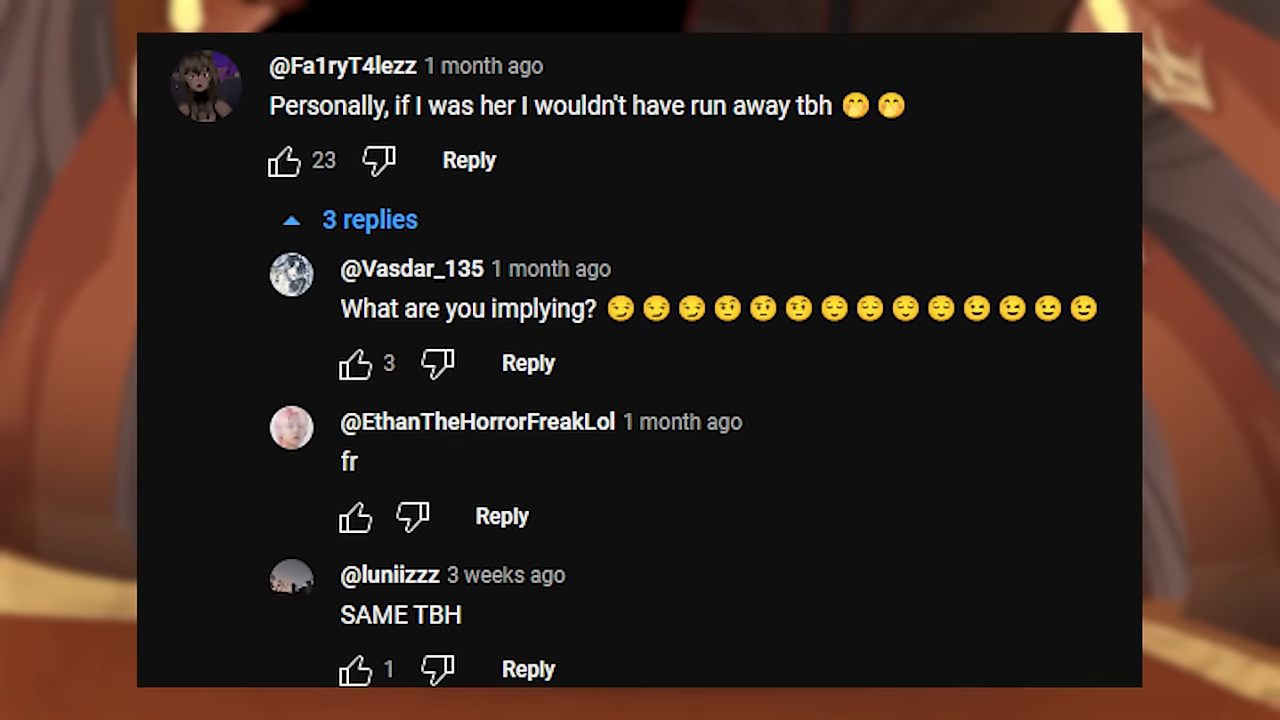 @Fa1ryT4lezz 1 month ago
Personally, if I was her I wouldn't have run away tbh 🤭 🤭
23 Reply
3 replies
@Vasdar_135 1 month ago
What are you implying? 😏 😏 😏 🤨 🤨 🤨 😌 😌 😌 😌 😉 😉 😉 😉
3 Reply
@EthanTheHorrorFreakLol 1 month ago
fr
Reply
@luniizzz 3 weeks ago
SAME TBH
1 Reply